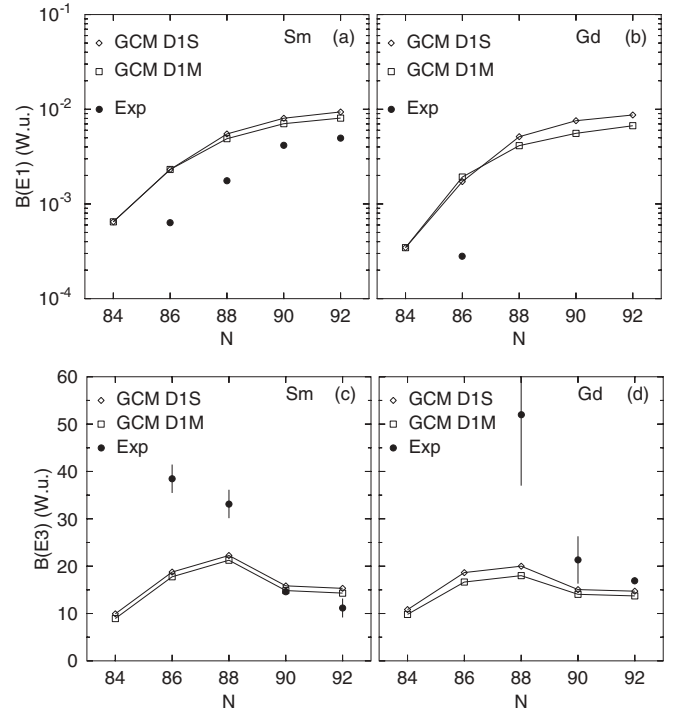 10⁻¹
GCM D1S
Sm
(a)
GCM D1M
Exp
10⁻²
10⁻³
10⁻⁴
B(E1) (W.u.)
84
86
88
90
92
N
GCM D1S
Gd
(b)
GCM D1M
Exp
84
86
88
90
92
N
60
GCM D1S
Sm
(c)
50
GCM D1M
Exp
40
30
20
10
0
B(E3) (W.u.)
84
86
88
90
92
N
GCM D1S
Gd
(d)
GCM D1M
Exp
84
86
88
90
92
N